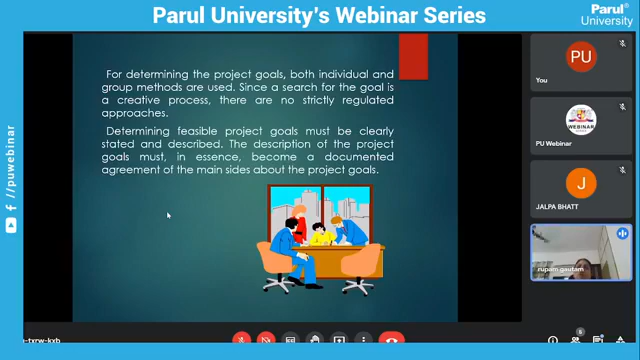 Parul University's Webinar Series
Parul®
University
For determining the project goals, both individual and
group methods are used. Since a search for the goal is
a creative process, there are no strictly regulated
approaches.
Determining feasible project goals must be clearly
stated and described. The description of the project
goals must, in essence, become a documented
agreement of the main sides about the project goals.
PU
You
WEBINAR
PU Webinar
J
JALPA BHATT
rupam gautam
/puwebinar
-txrw-kxb
6